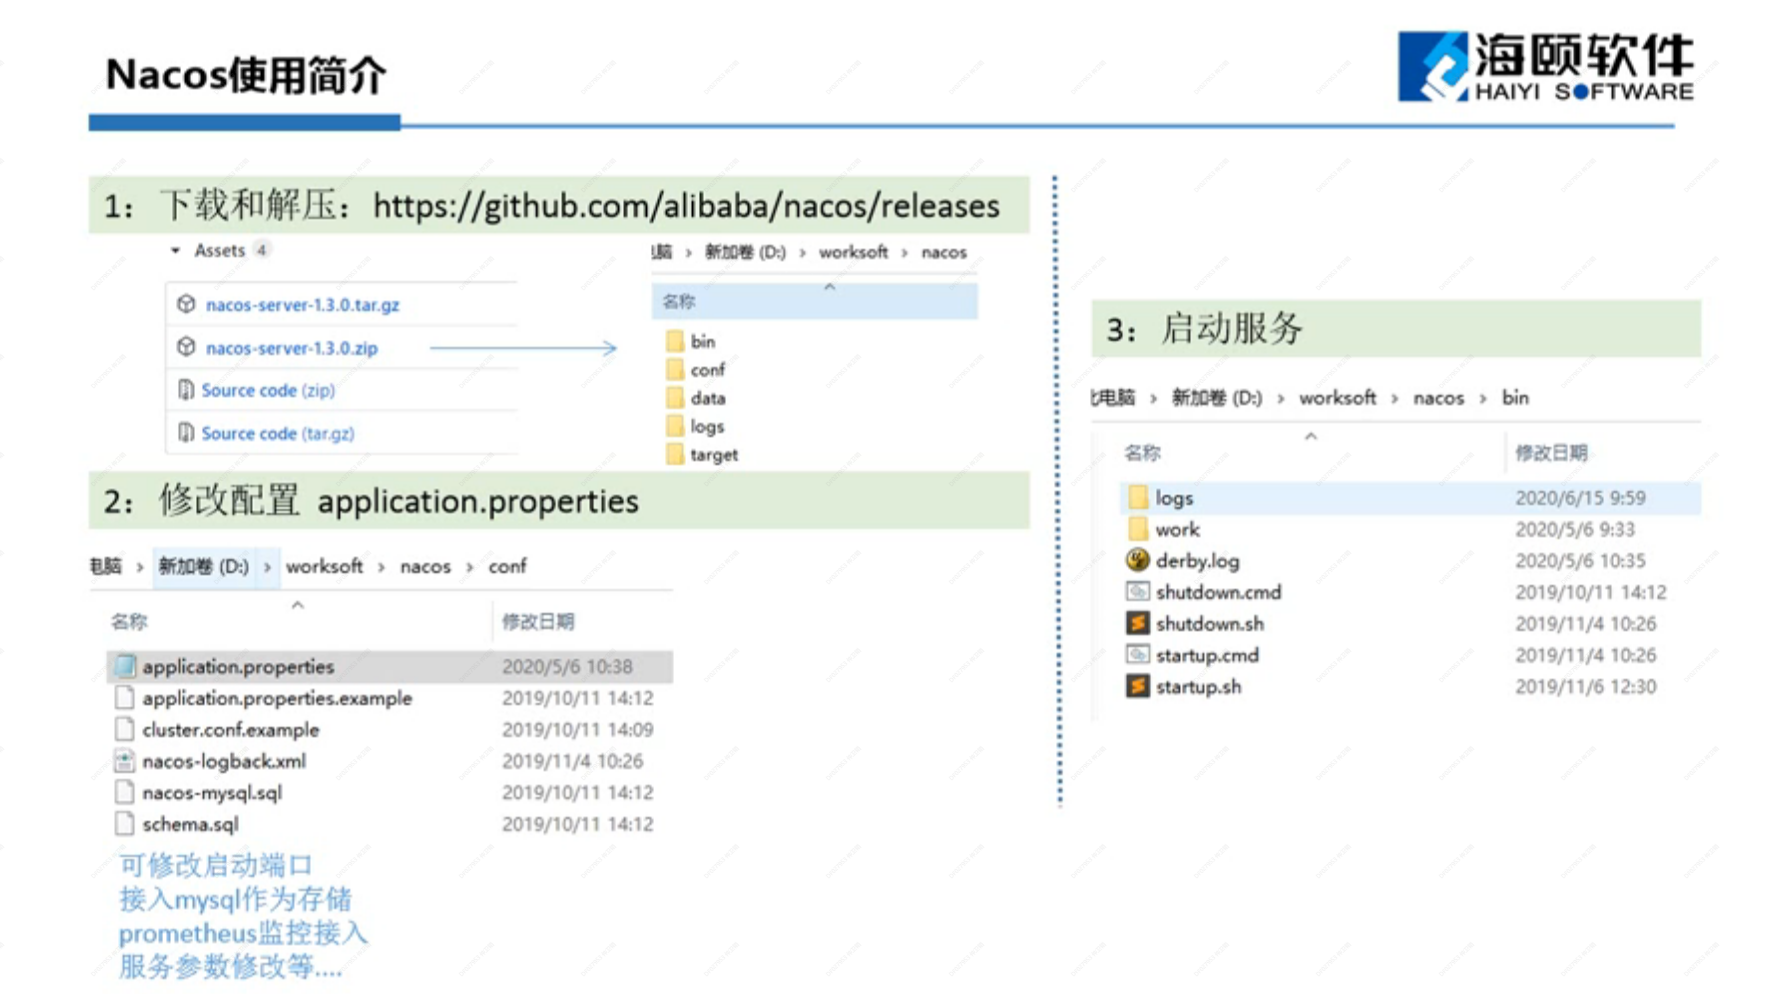 Nacos使用简介
海颐软件
HAIYI SOFTWARE
1：下载和解压：https://github.com/alibaba/nacos/releases
Assets 4
nacos-server-1.3.0.tar.gz
nacos-server-1.3.0.zip
Source code (zip)
Source code (tar.gz)
电脑 › 新加卷 (D:) › worksoft › nacos
名称
bin
conf
data
logs
target
2：修改配置 application.properties
电脑 › 新加卷 (D:) › worksoft › nacos › conf
名称 修改日期
application.properties 2020/5/6 10:38
application.properties.example 2019/10/11 14:12
cluster.conf.example 2019/10/11 14:09
nacos-logback.xml 2019/11/4 10:26
nacos-mysql.sql 2019/10/11 14:12
schema.sql 2019/10/11 14:12
可修改启动端口
接入mysql作为存储
prometheus监控接入
服务参数修改等....
3：启动服务
此电脑 › 新加卷 (D:) › worksoft › nacos › bin
名称 修改日期
logs 2020/6/15 9:59
work 2020/5/6 9:33
derby.log 2020/5/6 10:35
shutdown.cmd 2019/10/11 14:12
shutdown.sh 2019/11/4 10:26
startup.cmd 2019/11/4 10:26
startup.sh 2019/11/6 12:30